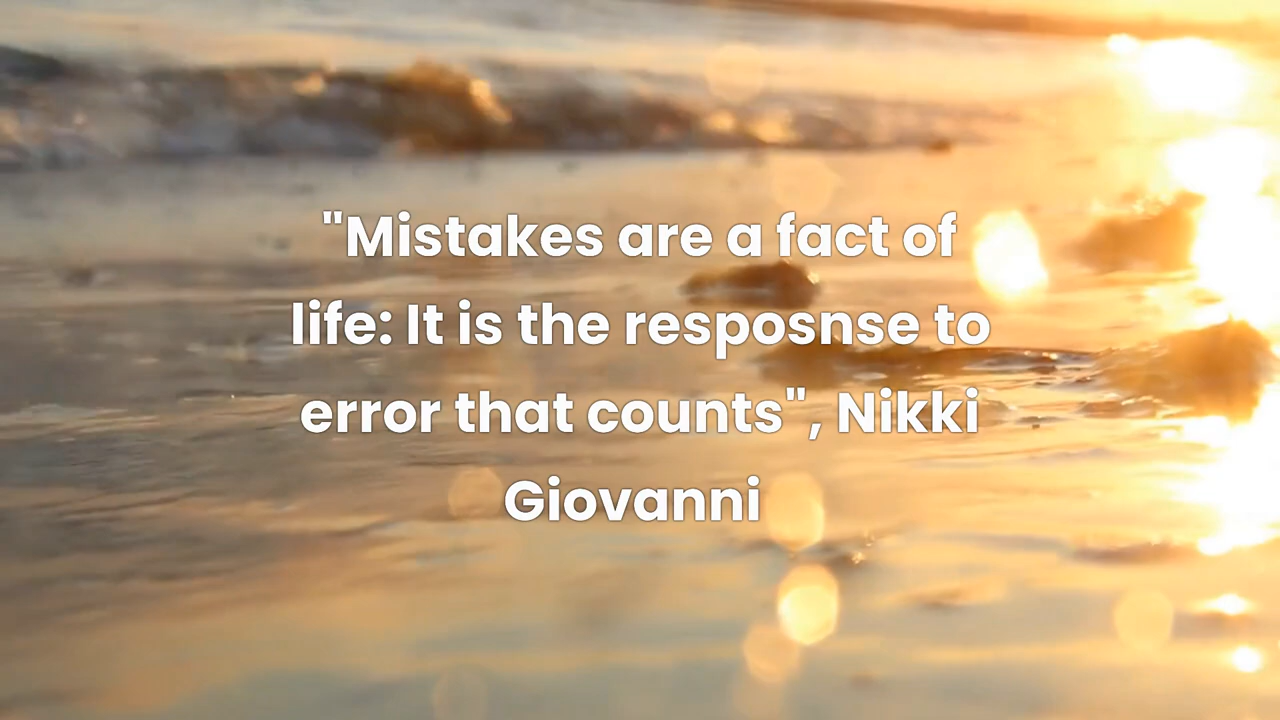 "Mistakes are a fact of
life: It is the resposnse to
error that counts", Nikki
Giovanni